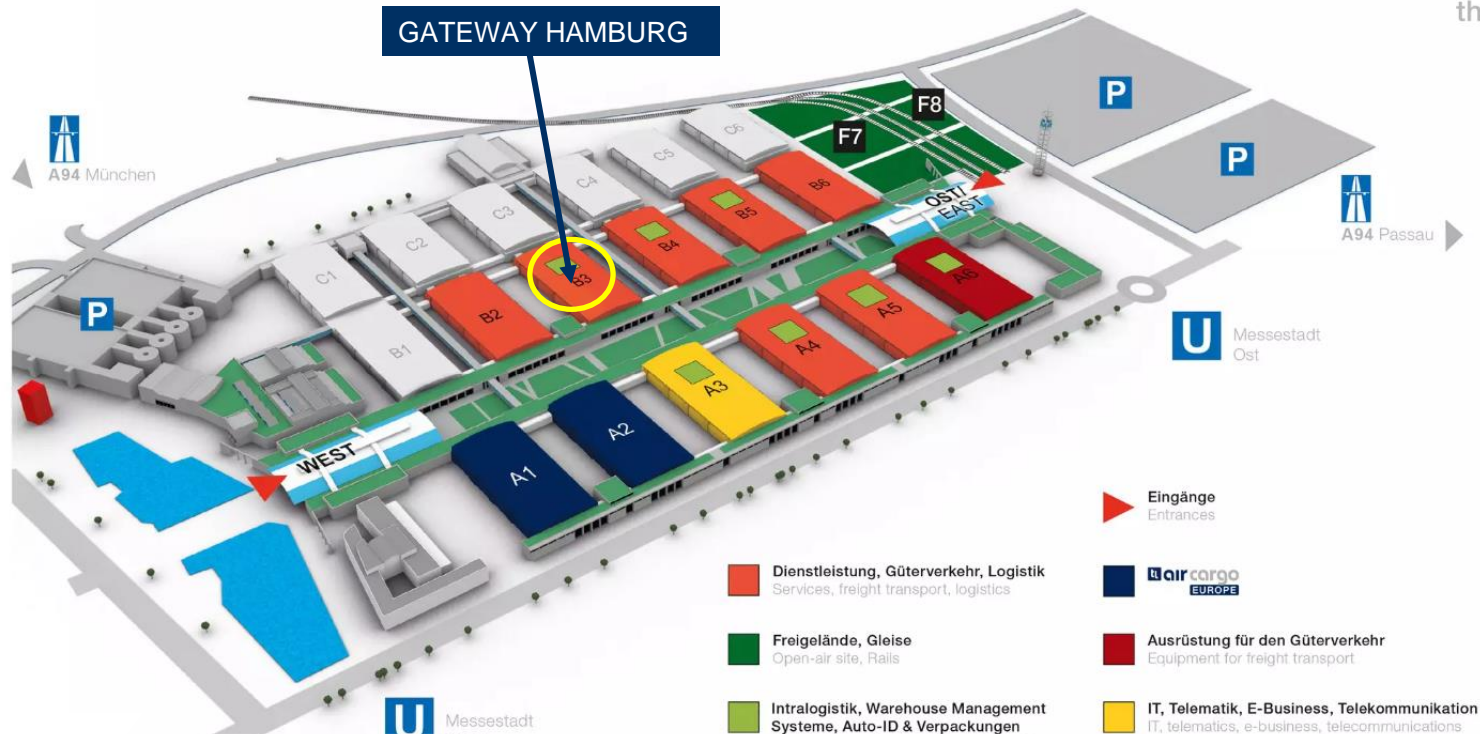 th
GATEWAY HAMBURG
P
F8
F7
P
A94 München
C6
C5
C4
C3
C2
C1
OST/
EAST
A94 Passau
B6
B5
B4
B3
B2
B1
P
A6
A5
A4
A3
A2
A1
WEST
U
Messestadt
Ost
Eingänge
Entrances
Dienstleistung, Güterverkehr, Logistik
Services, freight transport, logistics
air cargo
EUROPE
Freigelände, Gleise
Open-air site, Rails
Ausrüstung für den Güterverkehr
Equipment for freight transport
Intralogistik, Warehouse Management
Systeme, Auto-ID & Verpackungen
IT, Telematik, E-Business, Telekommunikation
IT, telematics, e-business, telecommunications
U
Messestadt